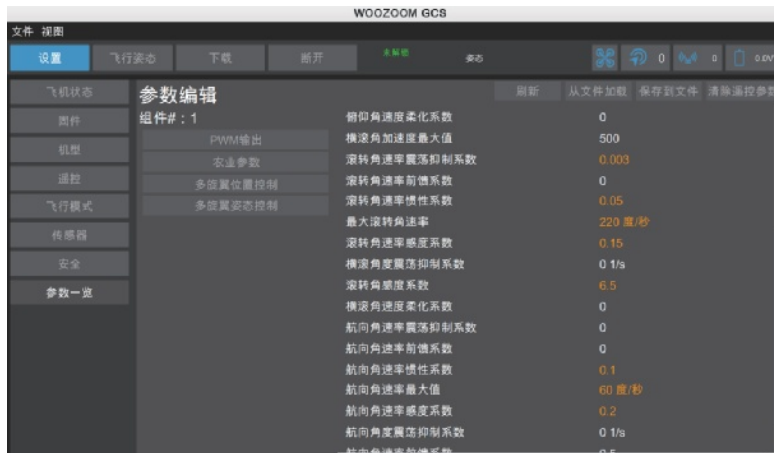 WOOZOOM GCS
文件 视图
设置 飞行姿态 下载 断开 未解锁 姿态 0 0 0.0V
飞机状态
固件
机型
遥控
飞行模式
传感器
安全
参数一览
参数编辑
组件# : 1
刷新 从文件加载 保存到文件 清除遥控参数
PWM输出
农业参数
多旋翼位置控制
多旋翼姿态控制
俯仰角速度柔化系数 0
横滚角加速度最大值 500
滚转角速率震荡抑制系数 0.003
滚转角速率前馈系数 0
滚转角速率惯性系数 0.05
最大滚转角速率 220 度/秒
滚转角速率感度系数 0.15
横滚角度震荡抑制系数 0 1/s
滚转角感度系数 6.5
横滚角速度柔化系数 0
航向角速率震荡抑制系数 0
航向角速率前馈系数 0
航向角速率惯性系数 0.1
航向角速率最大值 60 度/秒
航向角速率感度系数 0.2
航向角度震荡抑制系数 0 1/s